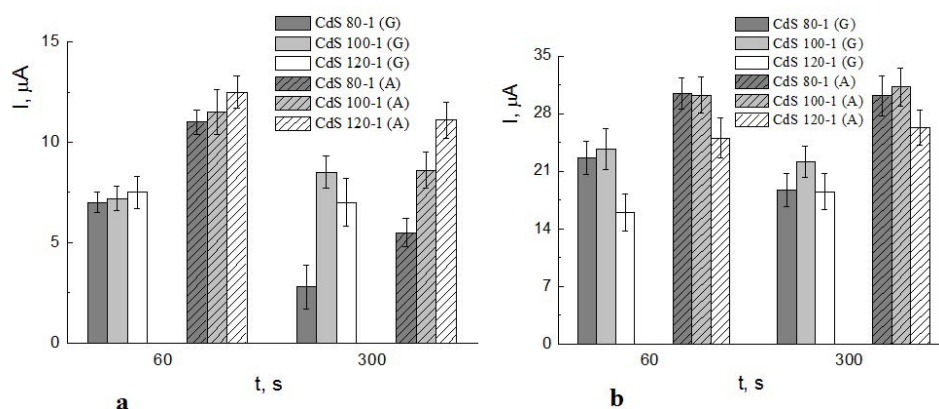 15
10
5
0
I, μA
CdS 80-1 (G)
CdS 100-1 (G)
CdS 120-1 (G)
CdS 80-1 (A)
CdS 100-1 (A)
CdS 120-1 (A)
60
300
t, s
a
35
28
21
14
7
0
I, μA
CdS 80-1 (G)
CdS 100-1 (G)
CdS 120-1 (G)
CdS 80-1 (A)
CdS 100-1 (A)
CdS 120-1 (A)
60
300
t, s
b